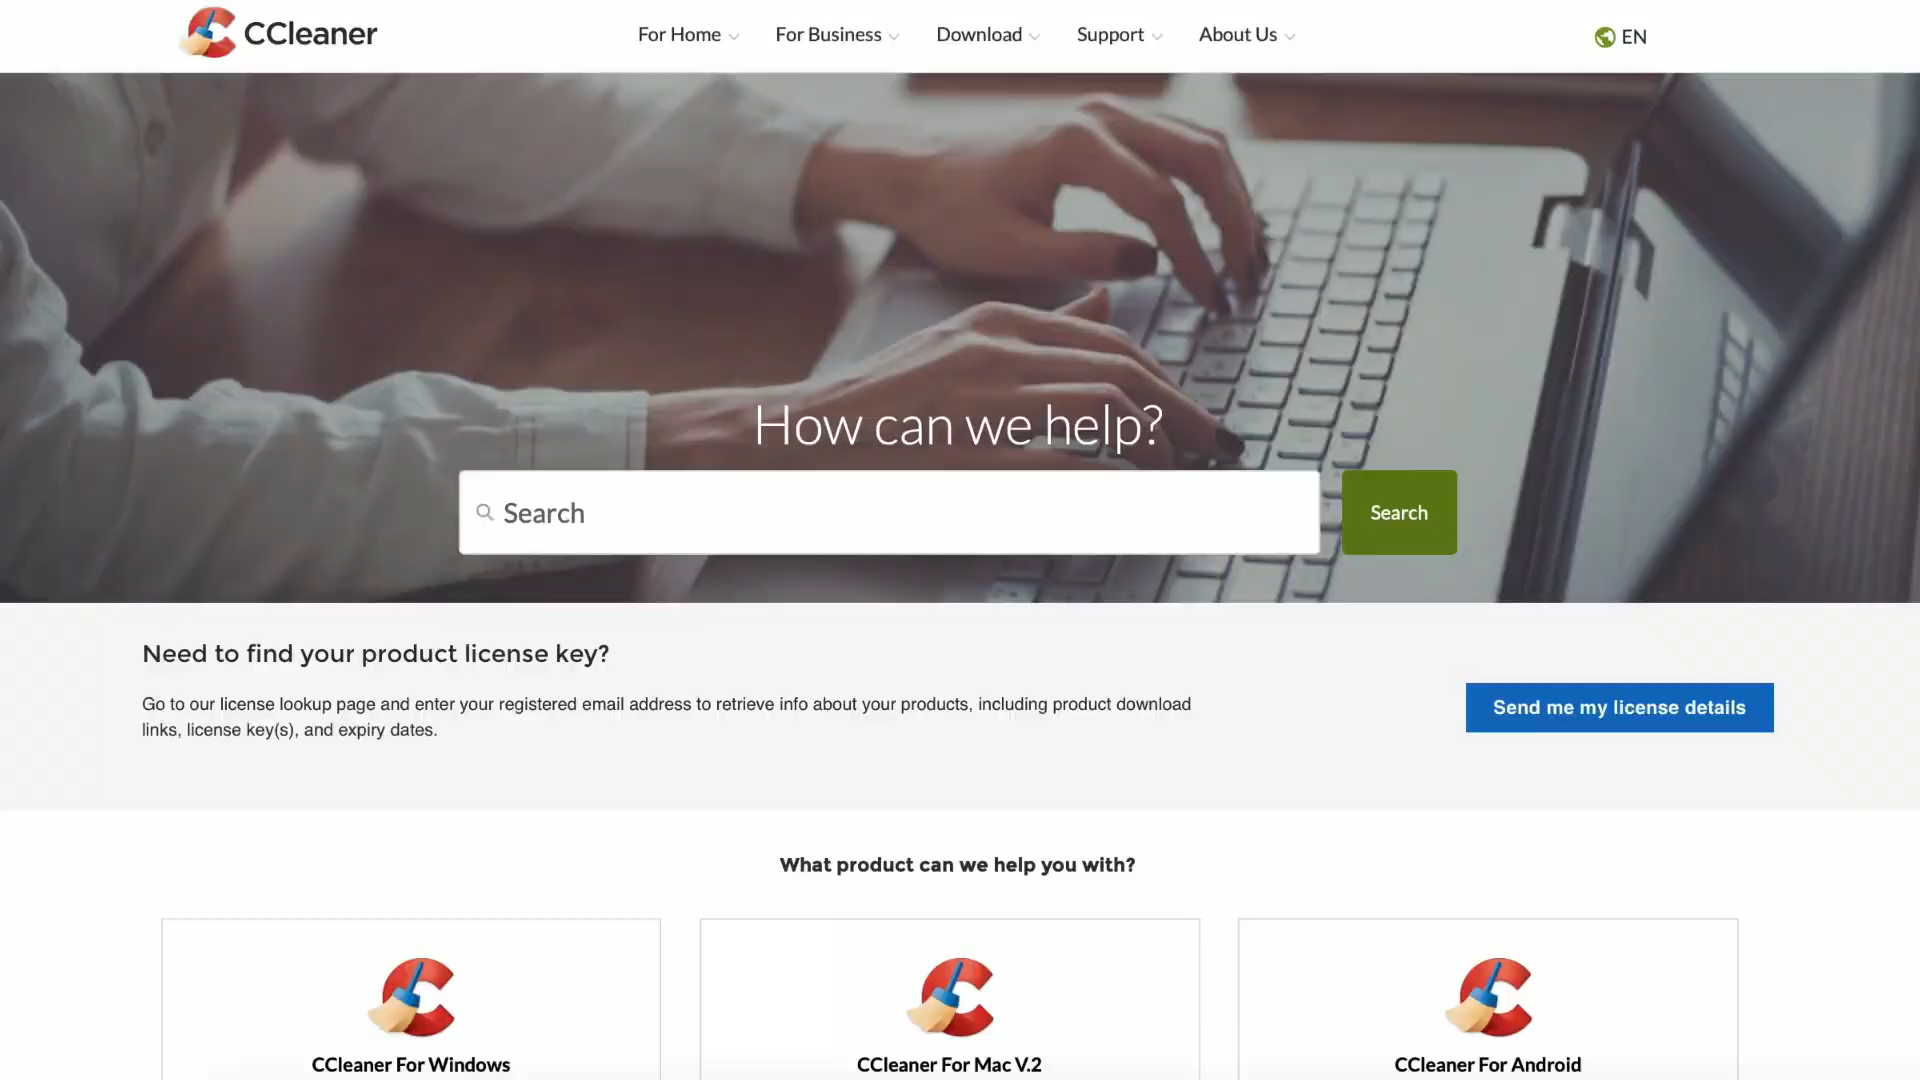 CCleaner
For Home
For Business
Download
Support
About Us
EN
How can we help?
Search
Search
Need to find your product license key?
Go to our license lookup page and enter your registered email address to retrieve info about your products, including product download
links, license key(s), and expiry dates.
Send me my license details
What product can we help you with?
CCleaner For Windows
CCleaner For Mac V.2
CCleaner For Android